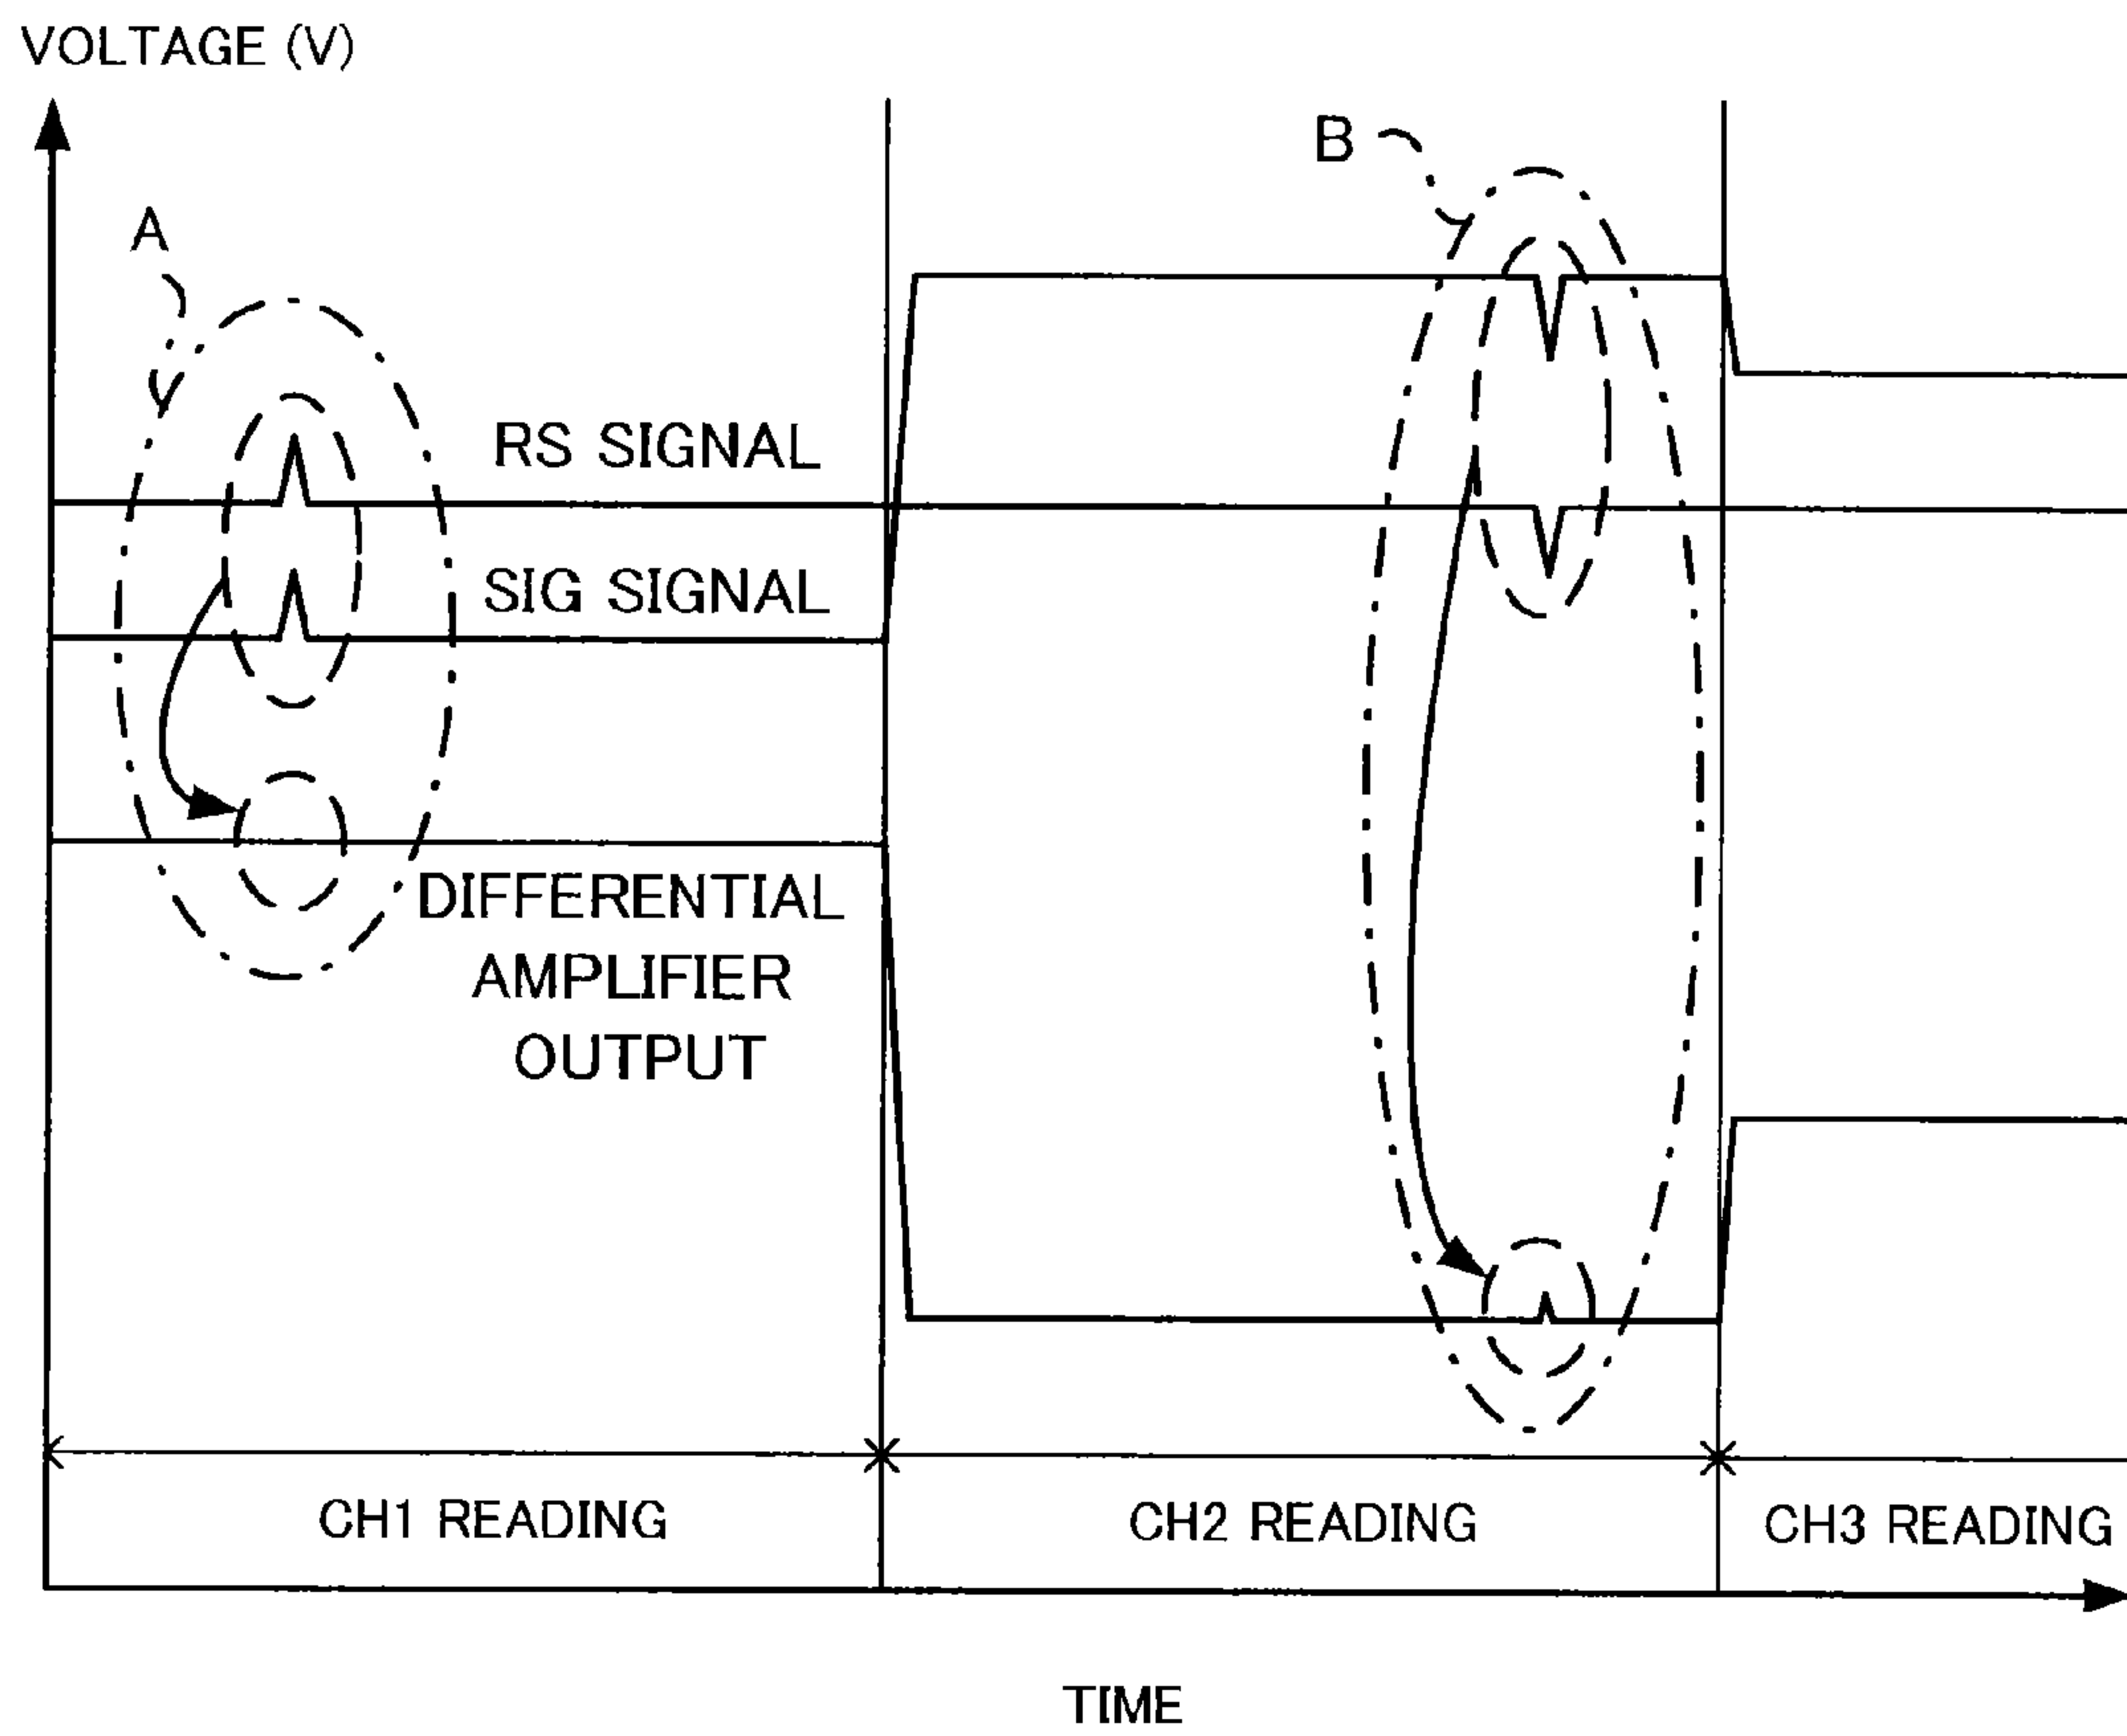 VOLTAGE (V)
B
A
RS SIGNAL
SIG SIGNAL
DIFFERENTIAL
AMPLIFIER
OUTPUT
CH1 READING
CH2 READING
CH3 READING
TIME